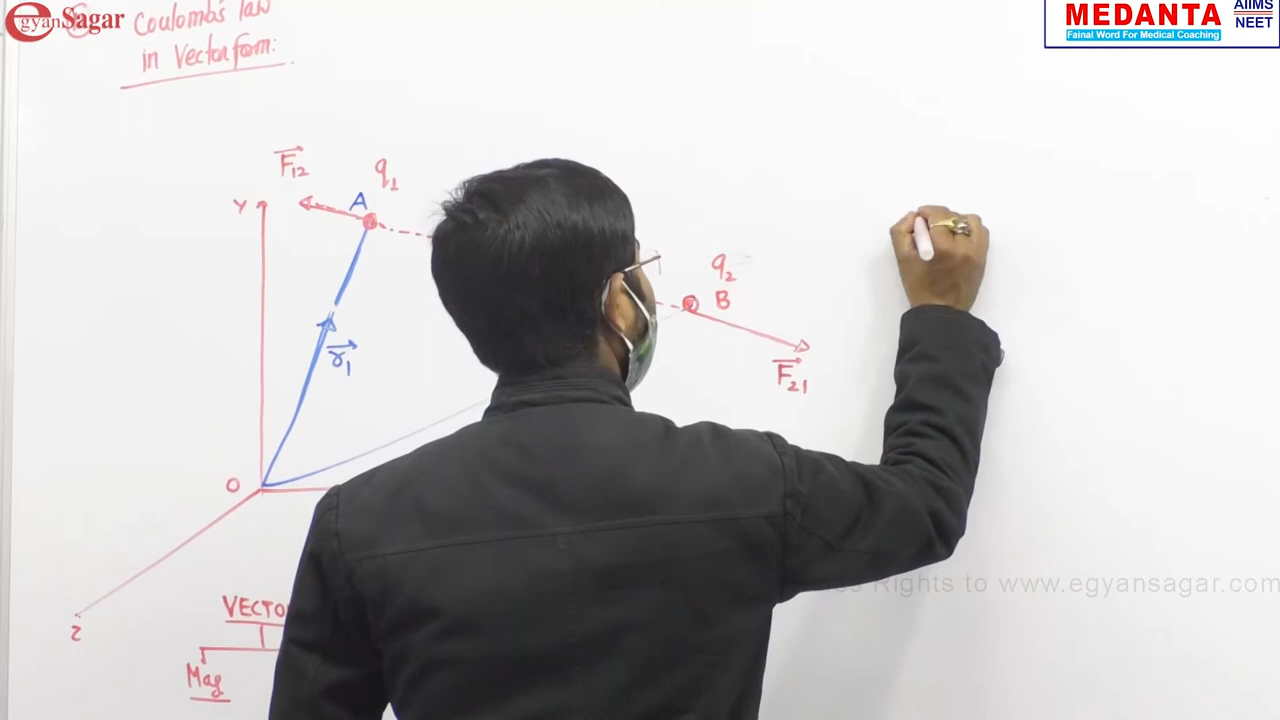 egyanSagar
Coulomb's law
in Vector form:
MEDANTA
Fainal Word For Medical Coaching
AIIMS
NEET
F12
q1
Y
A
q2
B
r1
F21
O
Rights to www.egyansagar.com
Z
VECTO
Mag